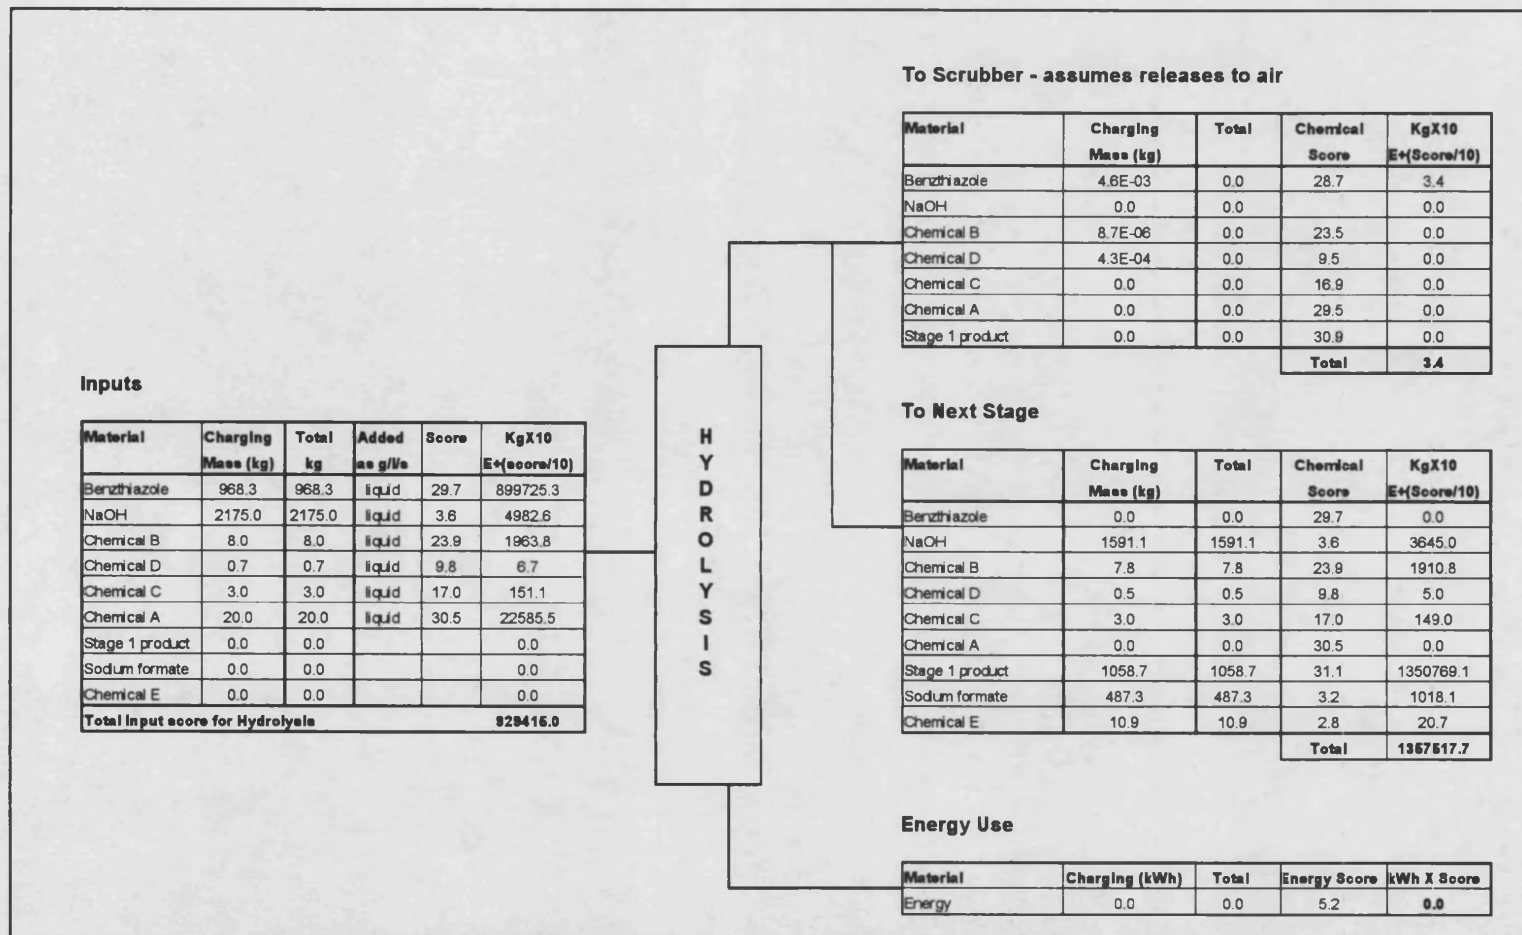 To Scrubber - assumes releases to air
Material Charging Total Chemical KgX10
Mass (kg) Score E+(Score/10)
Benzthiazole 4.6E-03 0.0 28.7 3.4
NaOH 0.0 0.0 0.0
Chemical B 8.7E-06 0.0 23.5 0.0
Chemical D 4.3E-04 0.0 9.5 0.0
Chemical C 0.0 0.0 16.9 0.0
Chemical A 0.0 0.0 29.5 0.0
Stage 1 product 0.0 0.0 30.9 0.0
Total 3.4
Inputs
Material Charging Total Added Score KgX10
Mass (kg) kg as g/l/s E+(score/10)
Benzthiazole 968.3 968.3 liquid 29.7 899725.3
NaOH 2175.0 2175.0 liquid 3.6 4982.6
Chemical B 8.0 8.0 liquid 23.9 1963.8
Chemical D 0.7 0.7 liquid 9.8 6.7
Chemical C 3.0 3.0 liquid 17.0 151.1
Chemical A 20.0 20.0 liquid 30.5 22585.5
Stage 1 product 0.0 0.0 0.0
Sodium formate 0.0 0.0 0.0
Chemical E 0.0 0.0 0.0
Total Input score for Hydrolysis 929415.0
HYDROLYSIS
To Next Stage
Material Charging Total Chemical KgX10
Mass (kg) Score E+(Score/10)
Benzthiazole 0.0 0.0 29.7 0.0
NaOH 1591.1 1591.1 3.6 3645.0
Chemical B 7.8 7.8 23.9 1910.8
Chemical D 0.5 0.5 9.8 5.0
Chemical C 3.0 3.0 17.0 149.0
Chemical A 0.0 0.0 30.5 0.0
Stage 1 product 1058.7 1058.7 31.1 1350769.1
Sodium formate 487.3 487.3 3.2 1018.1
Chemical E 10.9 10.9 2.8 20.7
Total 1357517.7
Energy Use
Material Charging (kWh) Total Energy Score kWh X Score
Energy 0.0 0.0 5.2 0.0